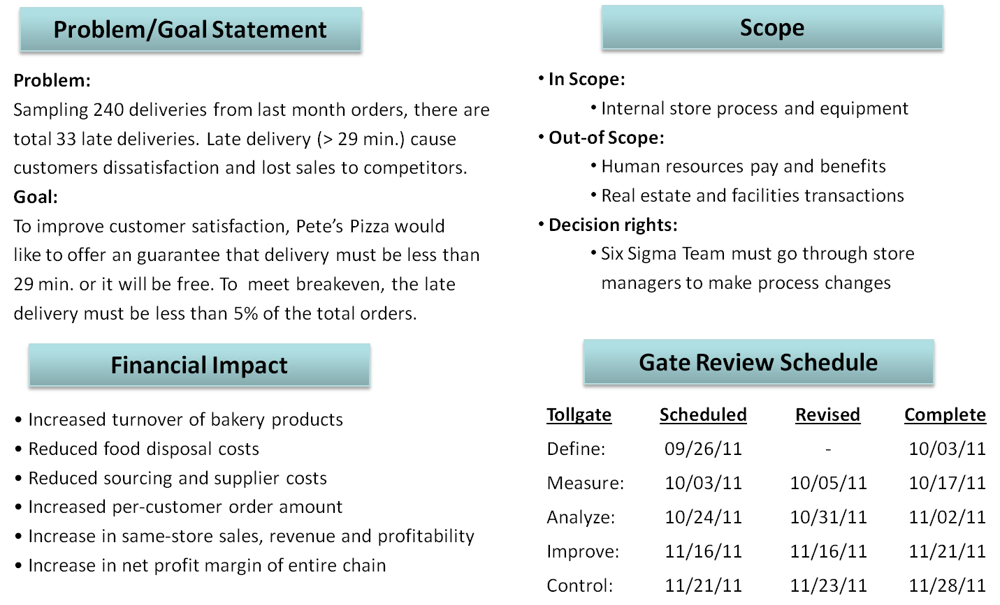 Problem/Goal Statement
Problem:
Sampling 240 deliveries from last month orders, there are
total 33 late deliveries. Late delivery (> 29 min.) cause
customers dissatisfaction and lost sales to competitors.
Goal:
To improve customer satisfaction, Pete’s Pizza would
like to offer an guarantee that delivery must be less than
29 min. or it will be free. To meet breakeven, the late
delivery must be less than 5% of the total orders.
Scope
• In Scope:
• Internal store process and equipment
• Out-of Scope:
• Human resources pay and benefits
• Real estate and facilities transactions
• Decision rights:
• Six Sigma Team must go through store
managers to make process changes
Financial Impact
• Increased turnover of bakery products
• Reduced food disposal costs
• Reduced sourcing and supplier costs
• Increased per-customer order amount
• Increase in same-store sales, revenue and profitability
• Increase in net profit margin of entire chain
Gate Review Schedule
Tollgate Scheduled Revised Complete
Define: 09/26/11 - 10/03/11
Measure: 10/03/11 10/05/11 10/17/11
Analyze: 10/24/11 10/31/11 11/02/11
Improve: 11/16/11 11/16/11 11/21/11
Control: 11/21/11 11/23/11 11/28/11